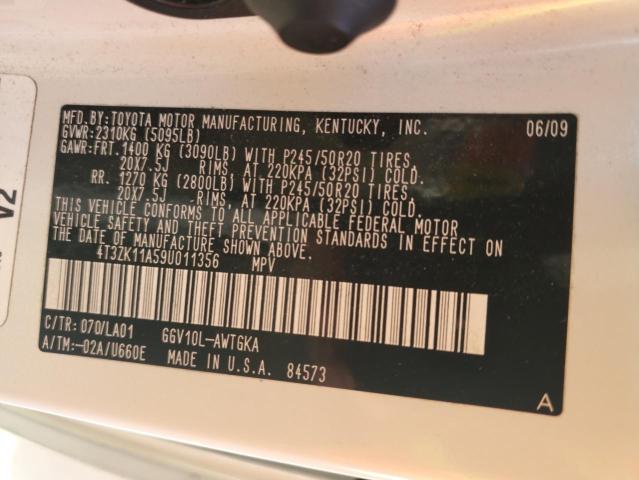 MFD. BY: TOYOTA MOTOR MANUFACTURING, KENTUCKY, INC. 06/09
GVWR: 2310KG (5095LB)
GAWR: FRT. 1400 KG (3090LB) WITH P245/50R20 TIRES,
20X7.5J RIMS AT 220KPA (32PSI) COLD.
RR. 1270 KG (2800LB) WITH P245/50R20 TIRES,
20X7.5J RIMS AT 220KPA (32PSI) COLD.
THIS VEHICLE CONFORMS TO ALL APPLICABLE FEDERAL MOTOR
VEHICLE SAFETY AND THEFT PREVENTION STANDARDS IN EFFECT ON
THE DATE OF MANUFACTURE SHOWN ABOVE.
4T3ZK11A59U011356 MPV
C/TR: 070/LA01 GGV10L-AWTGKA
A/TM:-02A/U660E MADE IN U.S.A. 84573
A
V2